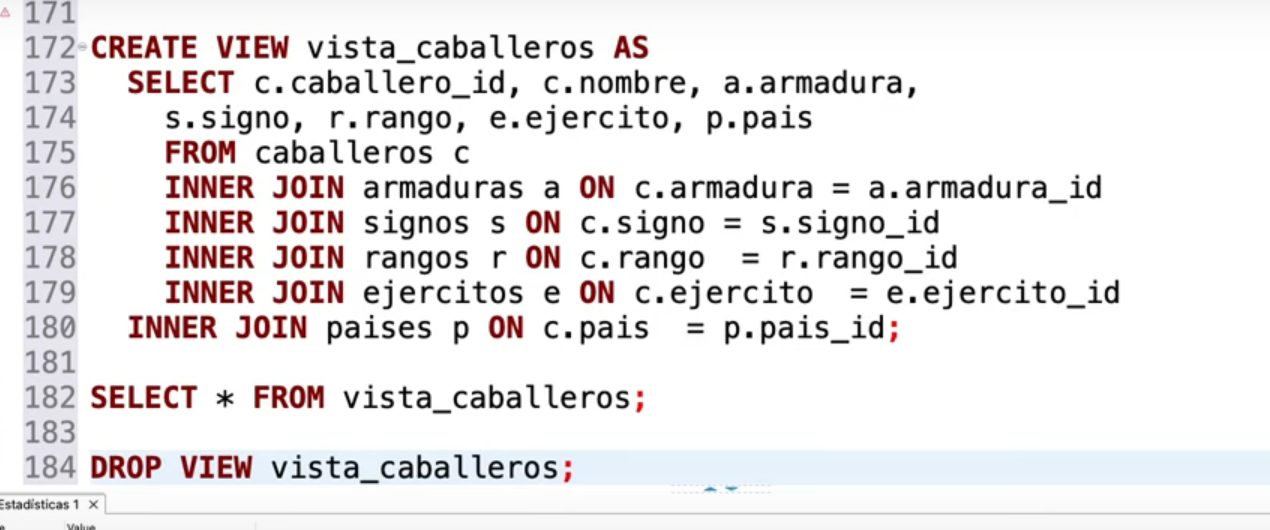 171
172 CREATE VIEW vista_caballeros AS
173 SELECT c.caballero_id, c.nombre, a.armadura,
174 s.signo, r.rango, e.ejercito, p.pais
175 FROM caballeros c
176 INNER JOIN armaduras a ON c.armadura = a.armadura_id
177 INNER JOIN signos s ON c.signo = s.signo_id
178 INNER JOIN rangos r ON c.rango  = r.rango_id
179 INNER JOIN ejercitos e ON c.ejercito  = e.ejercito_id
180 INNER JOIN paises p ON c.pais  = p.pais_id;
181
182 SELECT * FROM vista_caballeros;
183
184 DROP VIEW vista_caballeros;
Estadísticas 1
Value